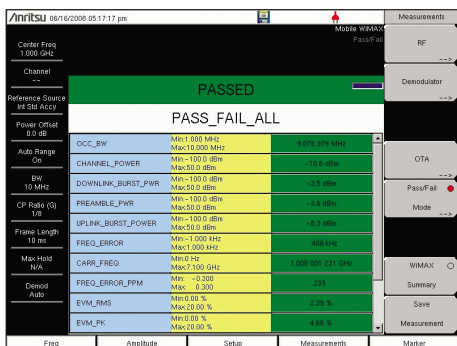 Anritsu 06/16/2008 05:17:17 pm
Measurements
Mobile WiMAX
Pass/Fail
Center Freq
1.000 GHz
Channel
--
Reference Source
Int Std Accy
Power Offset
0.0 dB
Auto Range
On
BW
10 MHz
CP Ratio (G)
1/8
Frame Length
10 ms
Max Hold
N/A
Demod
Auto
PASSED
PASS_FAIL_ALL
OCC_BW Min:1.000 MHz Max:10.000 MHz 9.078 979 MHz
CHANNEL_POWER Min:-100.0 dBm Max:50.0 dBm -10.8 dBm
DOWNLINK_BURST_PWR Min:-100.0 dBm Max:50.0 dBm -3.5 dBm
PREAMBLE_PWR Min:-100.0 dBm Max:50.0 dBm -3.6 dBm
UPLINK_BURST_POWER Min:-100.0 dBm Max:50.0 dBm
FREQ_ERROR Min:-1.000 kHz Max:1.000 kHz .466 kHz
CARR_FREQ Min:0 Hz Max:7.100 GHz 1.000 001 231 GHz
FREQ_ERROR_PPM Min: -0.300 Max: 0.300 .239
EVM_RMS Min:0.00 % Max:20.00 % 2.39 %
EVM_PK Min:0.00 % Max:20.00 % 4.66 %
RF
-->
Demodulator
-->
OTA
-->
Pass/Fail
Mode
-->
WiMAX
Summary
Save
Measurement
Freq
Amplitude
Setup
Measurements
Marker